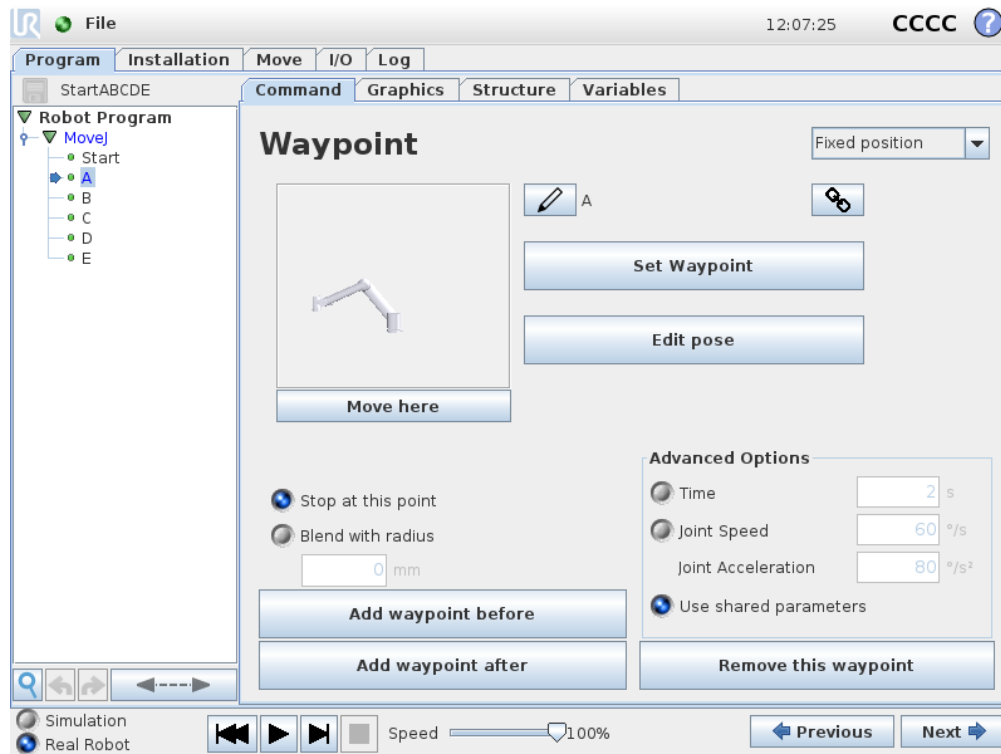 UR File 12:07:25 CCCC ?
Program Installation Move I/O Log
StartABCDE
Command Graphics Structure Variables
Robot Program
MoveJ
Start
A
B
C
D
E
Waypoint
Fixed position
A
Set Waypoint
Edit pose
Move here
Stop at this point
Blend with radius
0 mm
Advanced Options
Time 2 s
Joint Speed 60 °/s
Joint Acceleration 80 °/s²
Use shared parameters
Add waypoint before
Add waypoint after
Remove this waypoint
Simulation
Real Robot
Speed 100%
Previous
Next